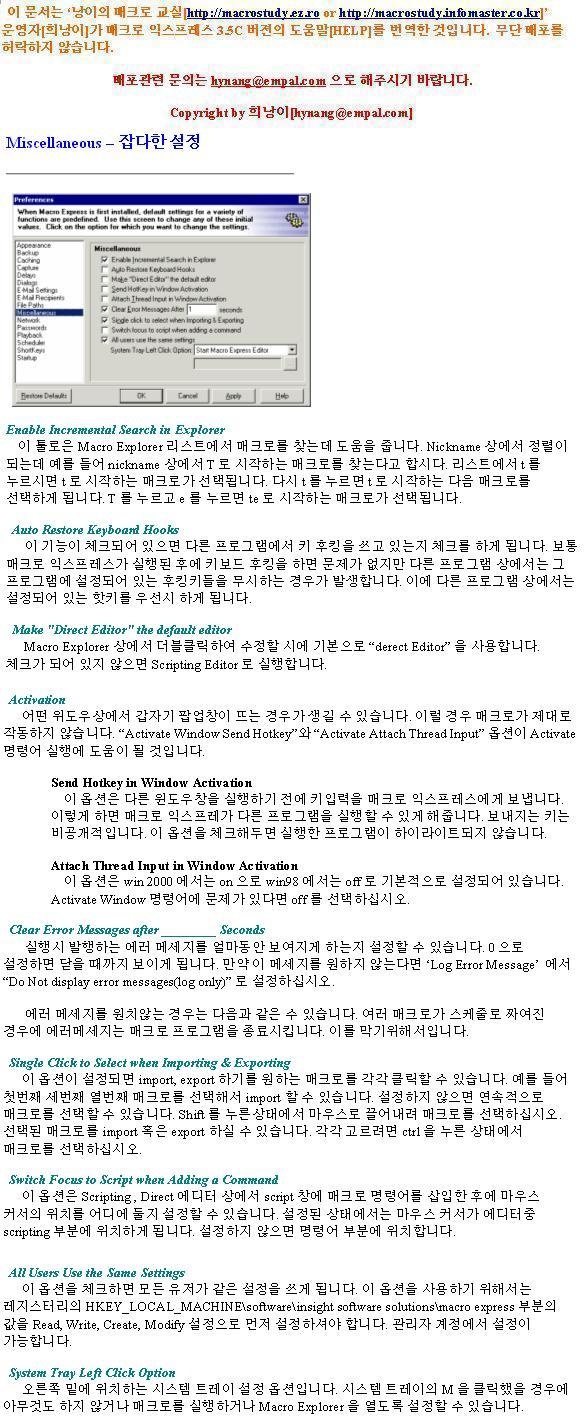 이 문서는 '낭이의 매크로 교실[http://macrostudy.ez.ro or http://macrostudy.infomaster.co.kr]'
운영자[희낭이]가 매크로 익스프레스 3.5C 버젼의 도움말[HELP]를 번역한 것입니다. 무단 배포를
허락하지 않습니다.
배포관련 문의는 hynang@empal.com 으로 해주시기 바랍니다.
Copyright by 희낭이[hynang@empal.com]
Miscellaneous – 잡다한 설정
Preferences
When Macro Express is first installed, default settings for a variety of
functions are predefined. Use this screen to change any of these initial
values. Click on the option for which you want to change the settings.
Appearance
Backup
Caching
Capture
Delays
Dialogs
E-Mail Settings
E-Mail Recipients
File Paths
Miscellaneous
Network
Passwords
Playback
Scheduler
ShortKeys
Startup
Miscellaneous
Enable Incremental Search in Explorer
Auto Restore Keyboard Hooks
Make "Direct Editor" the default editor
Send HotKey in Window Activation
Attach Thread Input in Window Activation
Clear Error Messages After 1 seconds
Single click to select when Importing & Exporting
Switch focus to script when adding a command
All users use the same settings
System Tray Left Click Option: Start Macro Express Editor
Restore Defaults OK Cancel Apply Help
Enable Incremental Search in Explorer
이 툴로은 Macro Explorer 리스트에서 매크로를 찾는데 도움을 줍니다. Nickname 상에서 정렬이
되는데 예를 들어 nickname 상에서 T 로 시작하는 매크로를 찾는다고 합시다. 리스트에서 t 를
누르시면 t 로 시작하는 매크로가 선택됩니다. 다시 t 를 누르면 t 로 시작하는 다음 매크로를
선택하게 됩니다. T 를 누르고 e 를 누르면 te 로 시작하는 매크로가 선택됩니다.
Auto Restore Keyboard Hooks
이 기능이 체크되어 있으면 다른 프로그램에서 키 후킹을 쓰고 있는지 체크를 하게 됩니다. 보통
매크로 익스프레스가 실행된 후에 키보드 후킹을 하면 문제가 없지만 다른 프로그램 상에서는 그
프로그램에 설정되어 있는 후킹키들을 무시하는 경우가 발생합니다. 이에 다른 프로그램 상에서는
설정되어 있는 핫키를 우선시 하게 됩니다.
Make "Direct Editor" the default editor
Macro Explorer 상에서 더블클릭하여 수정할 시에 기본으로 “derect Editor” 을 사용합니다.
체크가 되어 있지 않으면 Scripting Editor 로 실행합니다.
Activation
어떤 위도우상에서 갑자기 팝업창이 뜨는 경우가 생길 수 있습니다. 이럴 경우 매크로가 제대로
작동하지 않습니다. “Activate Window Send Hotkey”와 “Activate Attach Thread Input” 옵션이 Activate
명령어 실행에 도움이 될 것입니다.
Send Hotkey in Window Activation
이 옵션은 다른 윈도우창을 실행하기 전에 키입력을 매크로 익스프레스에게 보냅니다.
이렇게 하면 매크로 익스프레가 다른 프로그램을 실행할 수 있게 해줍니다. 보내지는 키는
비공개적입니다. 이 옵션을 체크해두면 실행한 프로그램이 하이라이트되지 않습니다.
Attach Thread Input in Window Activation
이 옵션은 win 2000 에서는 on 으로 win98 에서는 off 로 기본적으로 설정되어 있습니다.
Activate Window 명령어에 문제가 있다면 off 를 선택하십시오.
Clear Error Messages after ________ Seconds
실행시 발행하는 에러 메세지를 얼마동안 보여지게 하는지 설정할 수 있습니다. 0 으로
설정하면 닫을 때까지 보이게 됩니다. 만약 이 메세지를 원하지 않는다면 ‘Log Error Message’ 에서
“Do Not display error messages(log only)” 로 설정하십시오.
에러 메세지를 원치않는 경우는 다음과 같은 수 있습니다. 여러 매크로가 스케줄로 짜여진
경우에 에러메세지는 매크로 프로그램을 종료시킵니다. 이를 막기위해서입니다.
Single Click to Select when Importing & Exporting
이 옵션이 설정되면 import, export 하기를 원하는 매크로를 각각 클릭할 수 있습니다. 예를 들어
첫번째 세번째 열번째 매크로를 선택해서 import 할 수 있습니다. 설정하지 않으면 연속적으로
매크로를 선택할 수 있습니다. Shift 를 누른상태에서 마우스로 끌어내려 매크로를 선택하십시오.
선택된 매크로를 import 혹은 export 하실 수 있습니다. 각각 고르려면 ctrl 을 누른 상태에서
매크로를 선택하십시오.
Switch Focus to Script when Adding a Command
이 옵션은 Scripting , Direct 에디터 상에서 script 창에 매크로 명령어를 삽입한 후에 마우스
커서의 위치를 어디에 둘지 설정할 수 있습니다. 설정된 상태에서는 마우스 커서가 에디터중
scripting 부분에 위치하게 됩니다. 설정하지 않으면 명령어 부분에 위치합니다.
All Users Use the Same Settings
이 옵션을 체크하면 모든 유저가 같은 설정을 쓰게 됩니다. 이 옵션을 사용하기 위해서는
레지스터리의 HKEY_LOCAL_MACHINE\software\insight software solutions\macro express 부분의
값을 Read, Write, Create, Modify 설정으로 먼저 설정하셔야 합니다. 관리자 계정에서 설정이
가능합니다.
System Tray Left Click Option
오른쪽 밑에 위치하는 시스템 트레이 설정 옵션입니다. 시스템 트레이의 M 을 클릭했을 경우에
아무것도 하지 않거나 매크로를 실행하거나 Macro Explorer 을 열도록 설정할 수 있습니다.